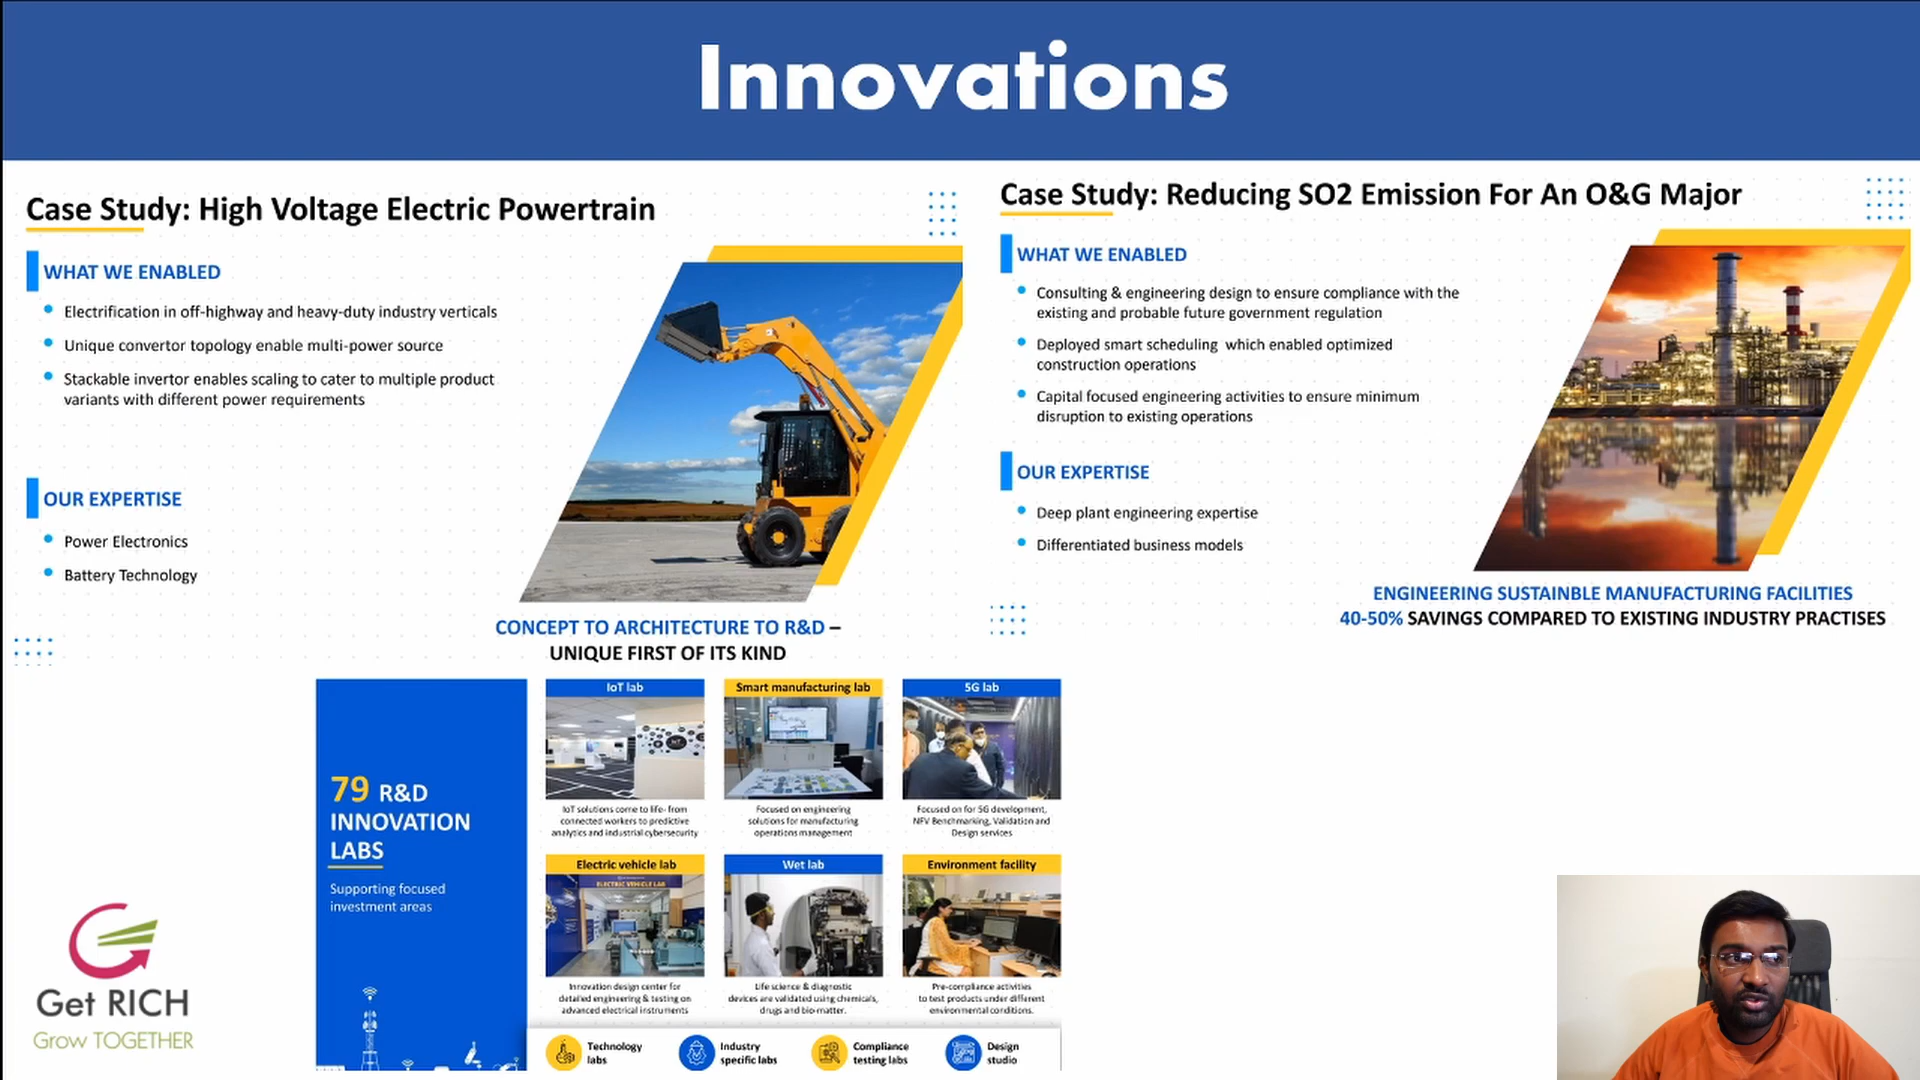 Innovations
Case Study: High Voltage Electric Powertrain
WHAT WE ENABLED
Electrification in off-highway and heavy-duty industry verticals
Unique convertor topology enable multi-power source
Stackable invertor enables scaling to cater to multiple product
variants with different power requirements
OUR EXPERTISE
Power Electronics
Battery Technology
CONCEPT TO ARCHITECTURE TO R&D –
UNIQUE FIRST OF ITS KIND
Case Study: Reducing SO2 Emission For An O&G Major
WHAT WE ENABLED
Consulting & engineering design to ensure compliance with the
existing and probable future government regulation
Deployed smart scheduling which enabled optimized
construction operations
Capital focused engineering activities to ensure minimum
disruption to existing operations
OUR EXPERTISE
Deep plant engineering expertise
Differentiated business models
ENGINEERING SUSTAINBLE MANUFACTURING FACILITIES
40-50% SAVINGS COMPARED TO EXISTING INDUSTRY PRACTISES
79 R&D
INNOVATION
LABS
Supporting focused
investment areas
IoT lab
IoT solutions come to life- from
connected workers to predictive
analytics and industrial cybersecurity
Smart manufacturing lab
Focused on engineering
solutions for manufacturing
operations management
5G lab
Focused on for 5G development,
NFV Benchmarking, Validation and
Design services
Electric vehicle lab
ELECTRIC VEHICLE LAB
Innovation design center for
detailed engineering & testing on
advanced electrical instruments
Wet lab
Life science & diagnostic
devices are validated using chemicals,
drugs and bio-matter.
Environment facility
Pre-compliance activities
to test products under different
environmental conditions.
Technology
labs
Industry
specific labs
Compliance
testing labs
Design
studio
Get RICH
Grow TOGETHER